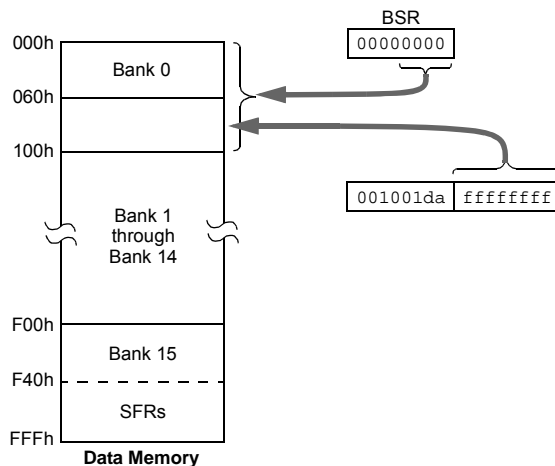 BSR
00000000
000h
Bank 0
060h
100h
001001da ffffffff
Bank 1
through
Bank 14
F00h
Bank 15
F40h
SFRs
FFFh
Data Memory